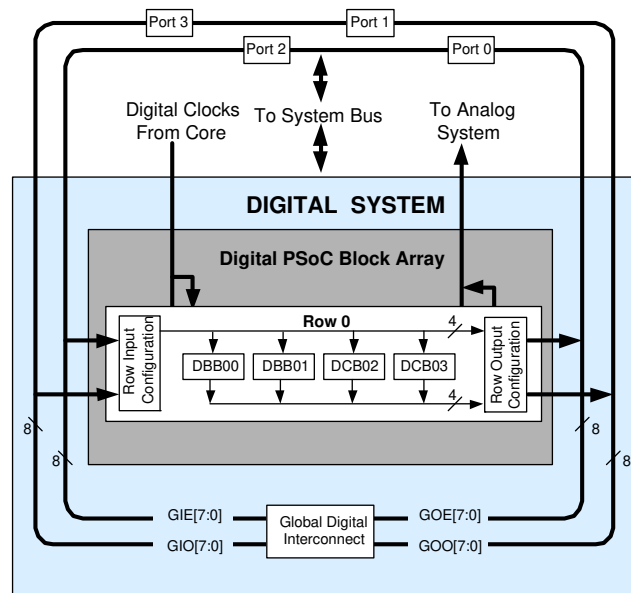 Port 3
Port 1
Port 2
Port 0
Digital Clocks
From Core
To System Bus
To Analog
System
DIGITAL SYSTEM
Digital PSoC Block Array
Row Input
Configuration
Row 0
4
DBB00
DBB01
DCB02
DCB03
4
Row Output
Configuration
8
8
8
8
GIE[7:0]
GIO[7:0]
Global Digital
Interconnect
GOE[7:0]
GOO[7:0]